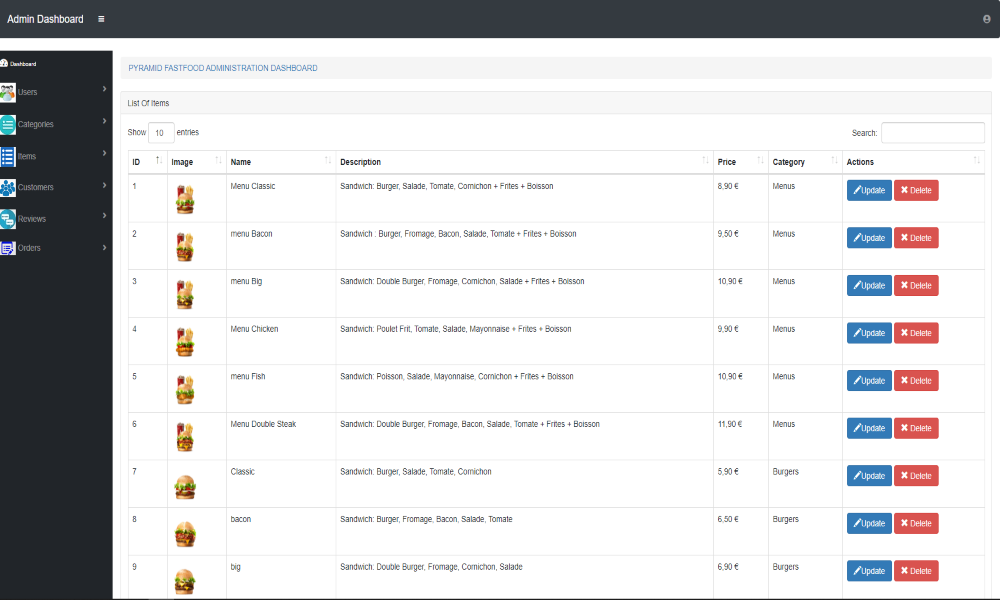 Admin Dashboard
Dashboard
Users
Categories
Items
Customers
Reviews
Orders
PYRAMID FASTFOOD ADMINISTRATION DASHBOARD
List Of Items
Show 10 entries Search:
ID Image Name Description Price Category Actions
1 Menu Classic Sandwich: Burger, Salade, Tomate, Cornichon + Frites + Boisson 8,90 € Menus Update Delete
2 menu Bacon Sandwich : Burger, Fromage, Bacon, Salade, Tomate + Frites + Boisson 9,50 € Menus Update Delete
3 menu Big Sandwich: Double Burger, Fromage, Cornichon, Salade + Frites + Boisson 10,90 € Menus Update Delete
4 Menu Chicken Sandwich: Poulet Frit, Tomate, Salade, Mayonnaise + Frites + Boisson 9,90 € Menus Update Delete
5 menu Fish Sandwich: Poisson, Salade, Mayonnaise, Cornichon + Frites + Boisson 10,90 € Menus Update Delete
6 Menu Double Steak Sandwich: Double Burger, Fromage, Bacon, Salade, Tomate + Frites + Boisson 11,90 € Menus Update Delete
7 Classic Sandwich: Burger, Salade, Tomate, Cornichon 5,90 € Burgers Update Delete
8 bacon Sandwich: Burger, Fromage, Bacon, Salade, Tomate 6,50 € Burgers Update Delete
9 big Sandwich: Double Burger, Fromage, Cornichon, Salade 6,90 € Burgers Update Delete